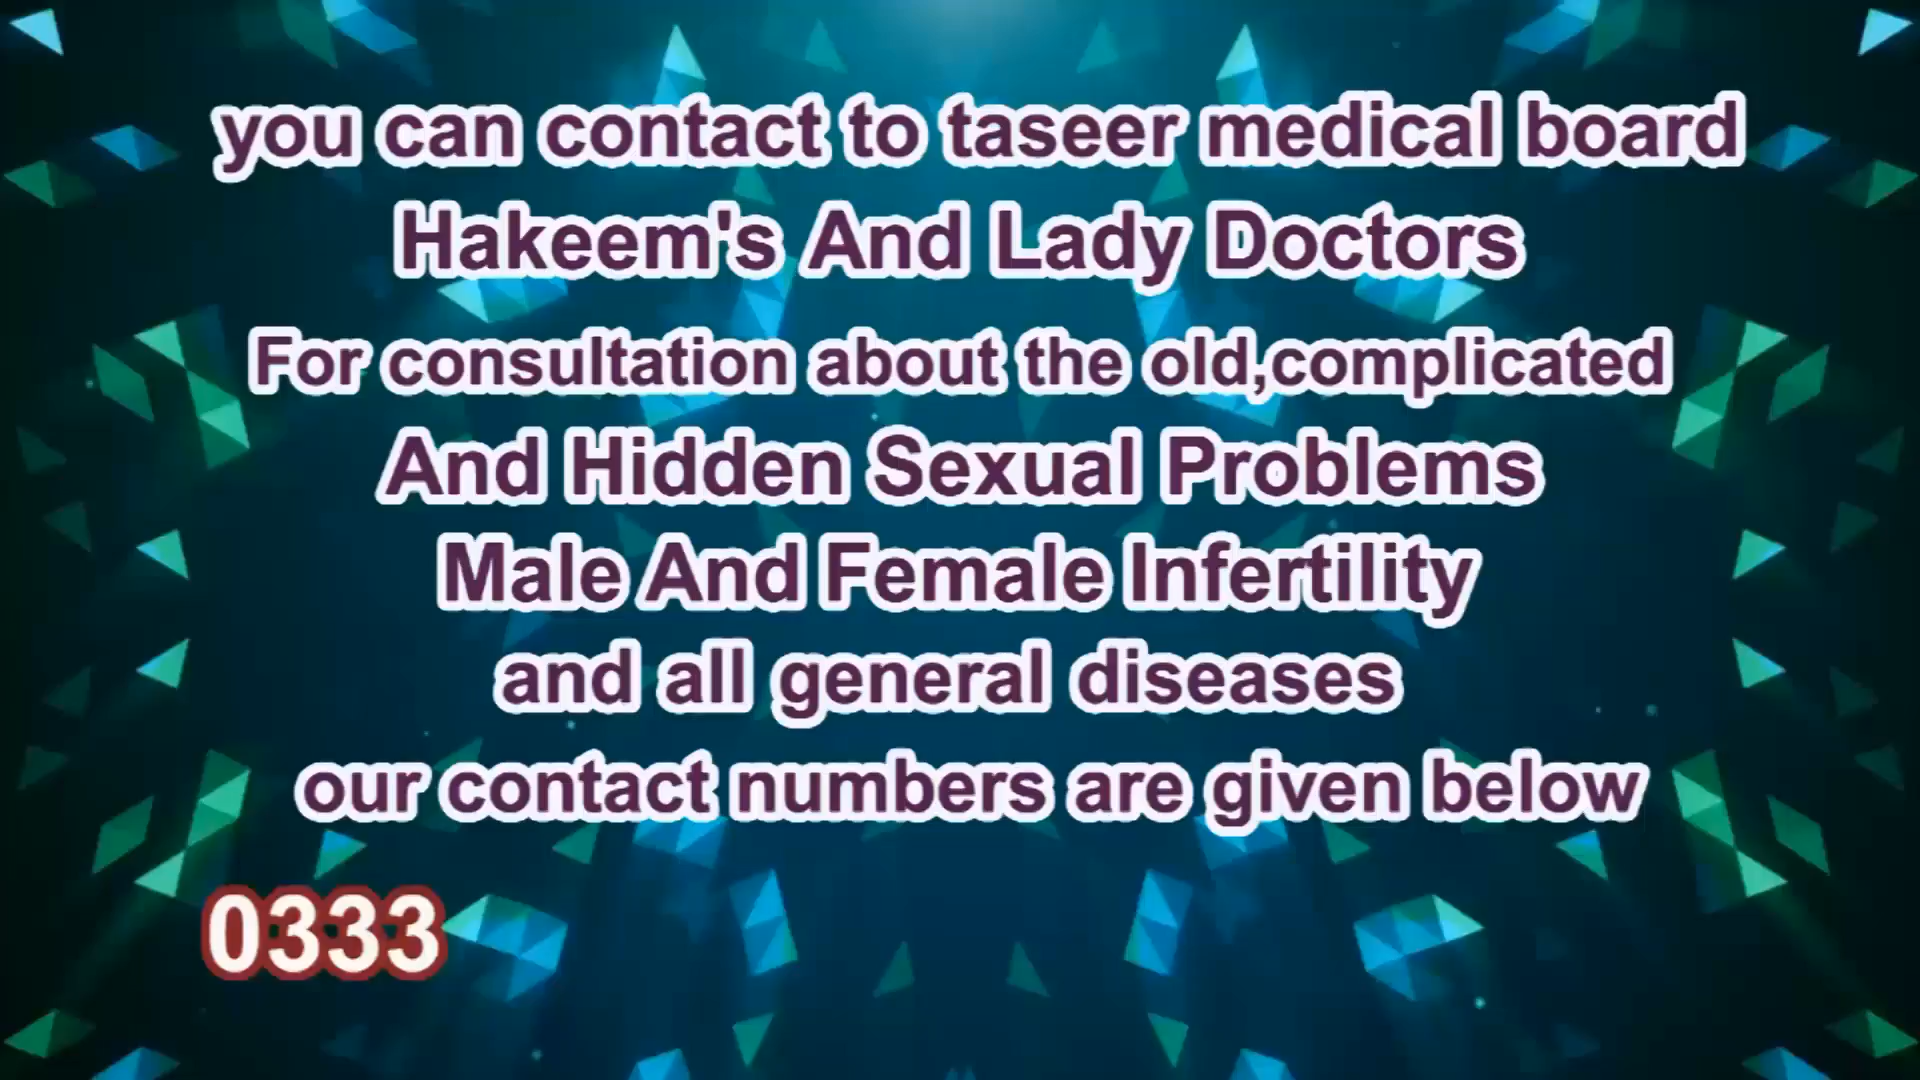 you can contact to taseer medical board
Hakeem's And Lady Doctors
For consultation about the old,complicated
And Hidden Sexual Problems
Male And Female Infertility
and all general diseases
our contact numbers are given below
0333